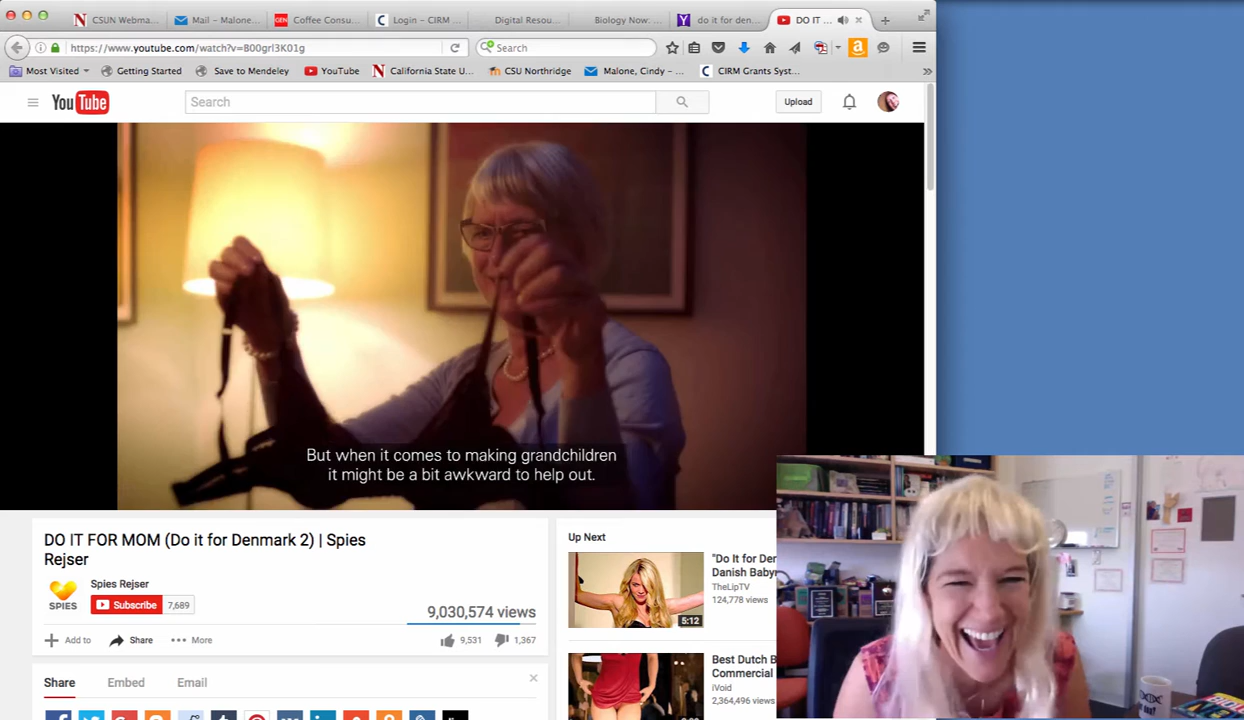 CSUN Webma...
Mail – Malone...
GEN Coffee Consu...
Login – CIRM ...
Digital Resou...
Biology Now: ...
do it for den...
DO IT ...
https://www.youtube.com/watch?v=B00grl3K01g
Search
Most Visited
Getting Started
Save to Mendeley
YouTube
California State U...
CSU Northridge
Malone, Cindy – ...
CIRM Grants Syst...
YouTube
Search
Upload
But when it comes to making grandchildren
it might be a bit awkward to help out.
DO IT FOR MOM (Do it for Denmark 2) | Spies
Rejser
SPIES
Spies Rejser
Subscribe 7,689
9,030,574 views
Add to
Share
More
9,531
1,367
Share
Embed
Email
Up Next
5:12
"Do It for Der
Danish Baby
TheLipTV
124,778 views
Best Dutch B
Commercial
iVoid
2,364,496 views